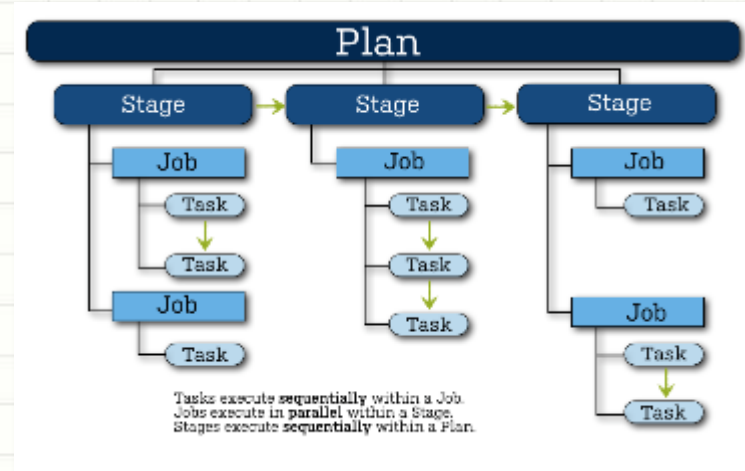 Plan
Stage
Stage
Stage
Job
Job
Job
Task
Task
Task
Task
Task
Job
Task
Job
Task
Task
Task
Task
Tasks execute sequentially within a Job.
Jobs execute in parallel within a Stage.
Stages execute sequentially within a Plan.